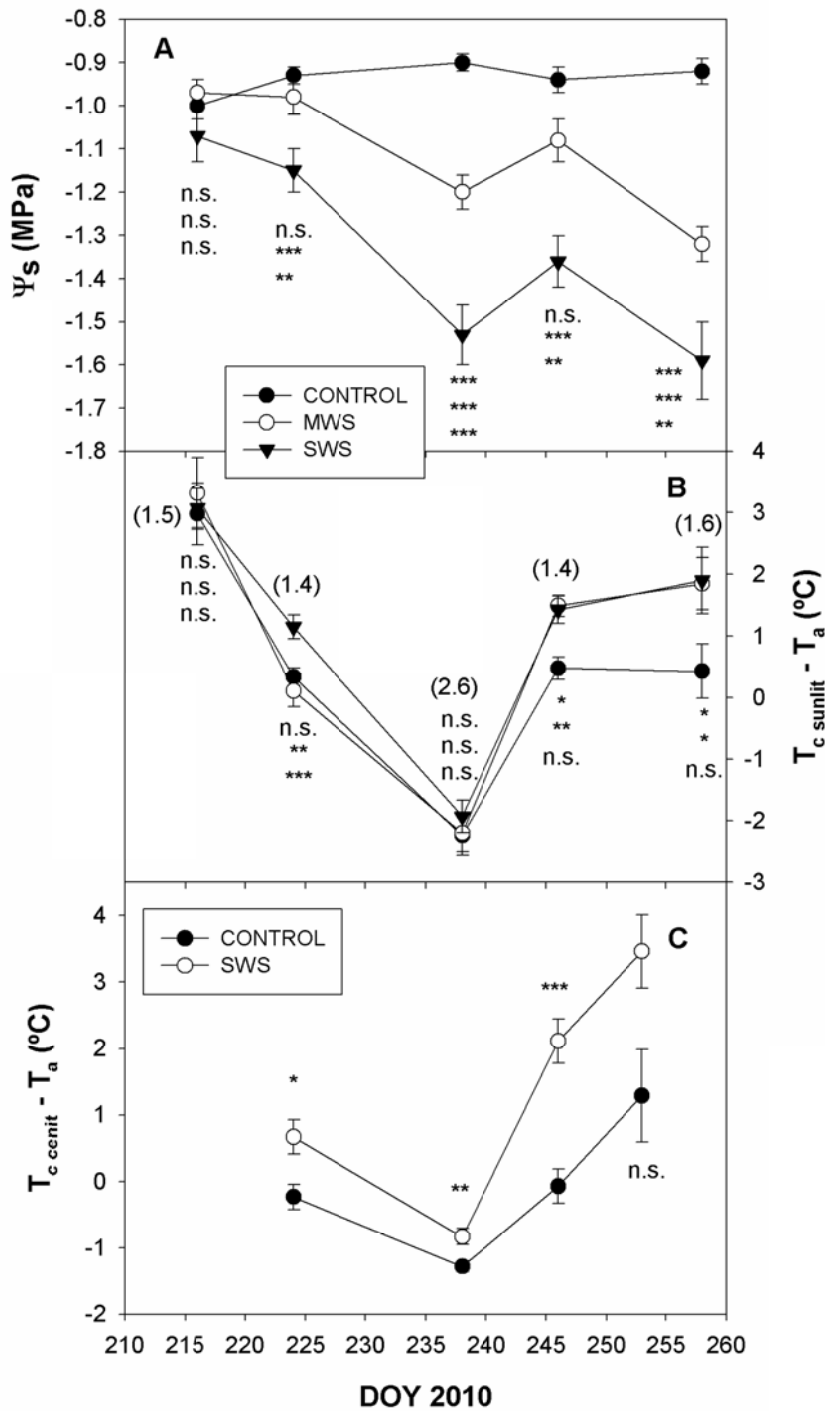 A
-0.8
-0.9
-1.0
-1.1
-1.2
-1.3
-1.4
-1.5
-1.6
-1.7
-1.8
Ψs (MPa)
n.s.
n.s.
n.s.
n.s.
***
**
***
***
***
n.s.
***
**
***
***
**
CONTROL
MWS
SWS
B
4
3
2
1
0
-1
-2
-3
T c sunlit - Ta (ºC)
(1.5)
n.s.
n.s.
n.s.
(1.4)
n.s.
**
***
(2.6)
n.s.
n.s.
n.s.
(1.4)
*
**
n.s.
(1.6)
*
*
n.s.
C
CONTROL
SWS
4
3
2
1
0
-1
-2
T c cenit - Ta (ºC)
*
**
***
n.s.
210 215 220 225 230 235 240 245 250 255 260
DOY 2010